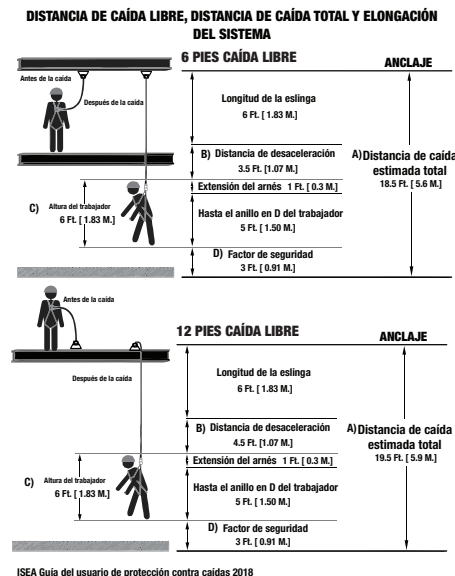 DISTANCIA DE CAÍDA LIBRE, DISTANCIA DE CAÍDA TOTAL Y ELONGACIÓN
DEL SISTEMA
6 PIES CAÍDA LIBRE
ANCLAJE
Antes de la caída
Después de la caída
Longitud de la eslinga
6 Ft. [ 1.83 M.]
B) Distancia de desaceleración
3.5 Ft. [1.07 M.]
A)Distancia de caída
estimada total
18.5 Ft. [ 5.6 M.]
Extensión del arnés 1 Ft. [ 0.3 M.]
C) Altura del trabajador
6 Ft. [ 1.83 M.]
Hasta el anillo en D del trabajador
5 Ft. [ 1.50 M.]
D) Factor de seguridad
3 Ft. [ 0.91 M.]
Antes de la caída
12 PIES CAÍDA LIBRE
ANCLAJE
Después de la caída
Longitud de la eslinga
6 Ft. [ 1.83 M.]
B) Distancia de desaceleración
4.5 Ft. [1.07 M.]
A)Distancia de caída
estimada total
19.5 Ft. [ 5.9 M.]
Extensión del arnés 1 Ft. [ 0.3 M.]
C) Altura del trabajador
6 Ft. [ 1.83 M.]
Hasta el anillo en D del trabajador
5 Ft. [ 1.50 M.]
D) Factor de seguridad
3 Ft. [ 0.91 M.]
ISEA Guía del usuario de protección contra caídas 2018